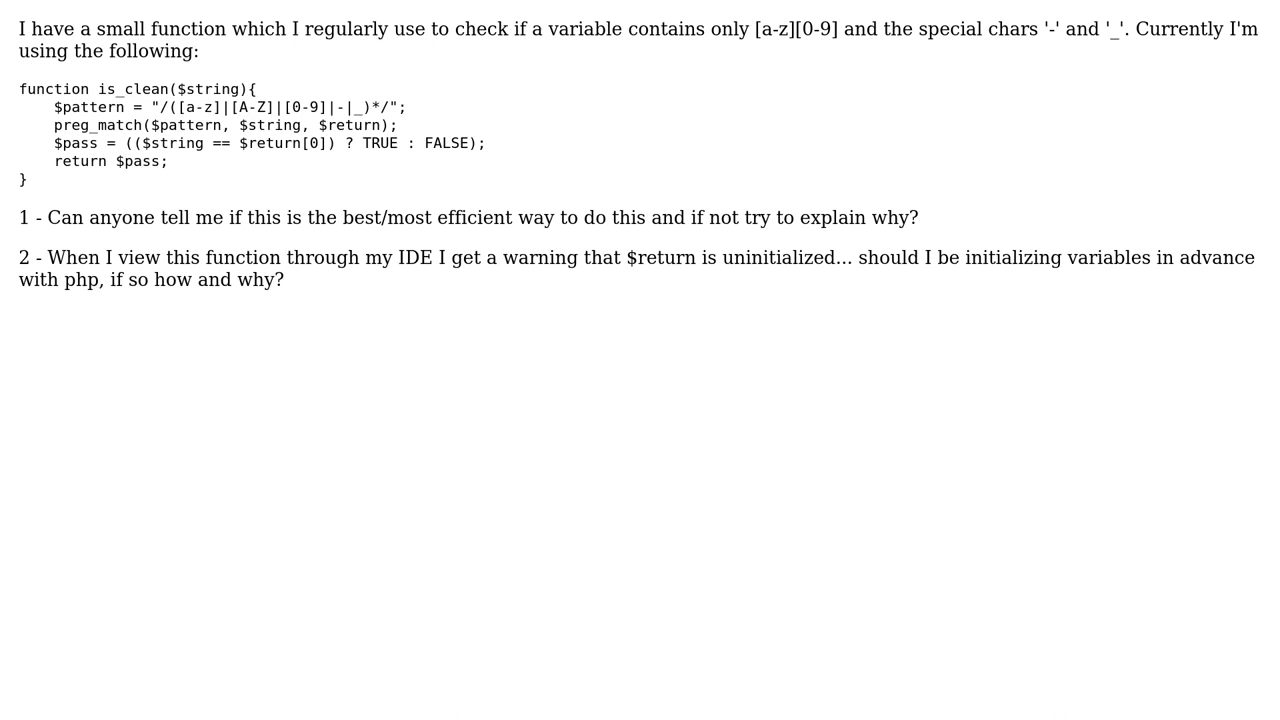 I have a small function which I regularly use to check if a variable contains only [a-z][0-9] and the special chars '-' and '_'. Currently I'm
using the following:
function is_clean($string){
    $pattern = "/([a-z]|[A-Z]|[0-9]|-|_)*/";
    preg_match($pattern, $string, $return);
    $pass = (($string == $return[0]) ? TRUE : FALSE);
    return $pass;
}
1 - Can anyone tell me if this is the best/most efficient way to do this and if not try to explain why?
2 - When I view this function through my IDE I get a warning that $return is uninitialized... should I be initializing variables in advance
with php, if so how and why?